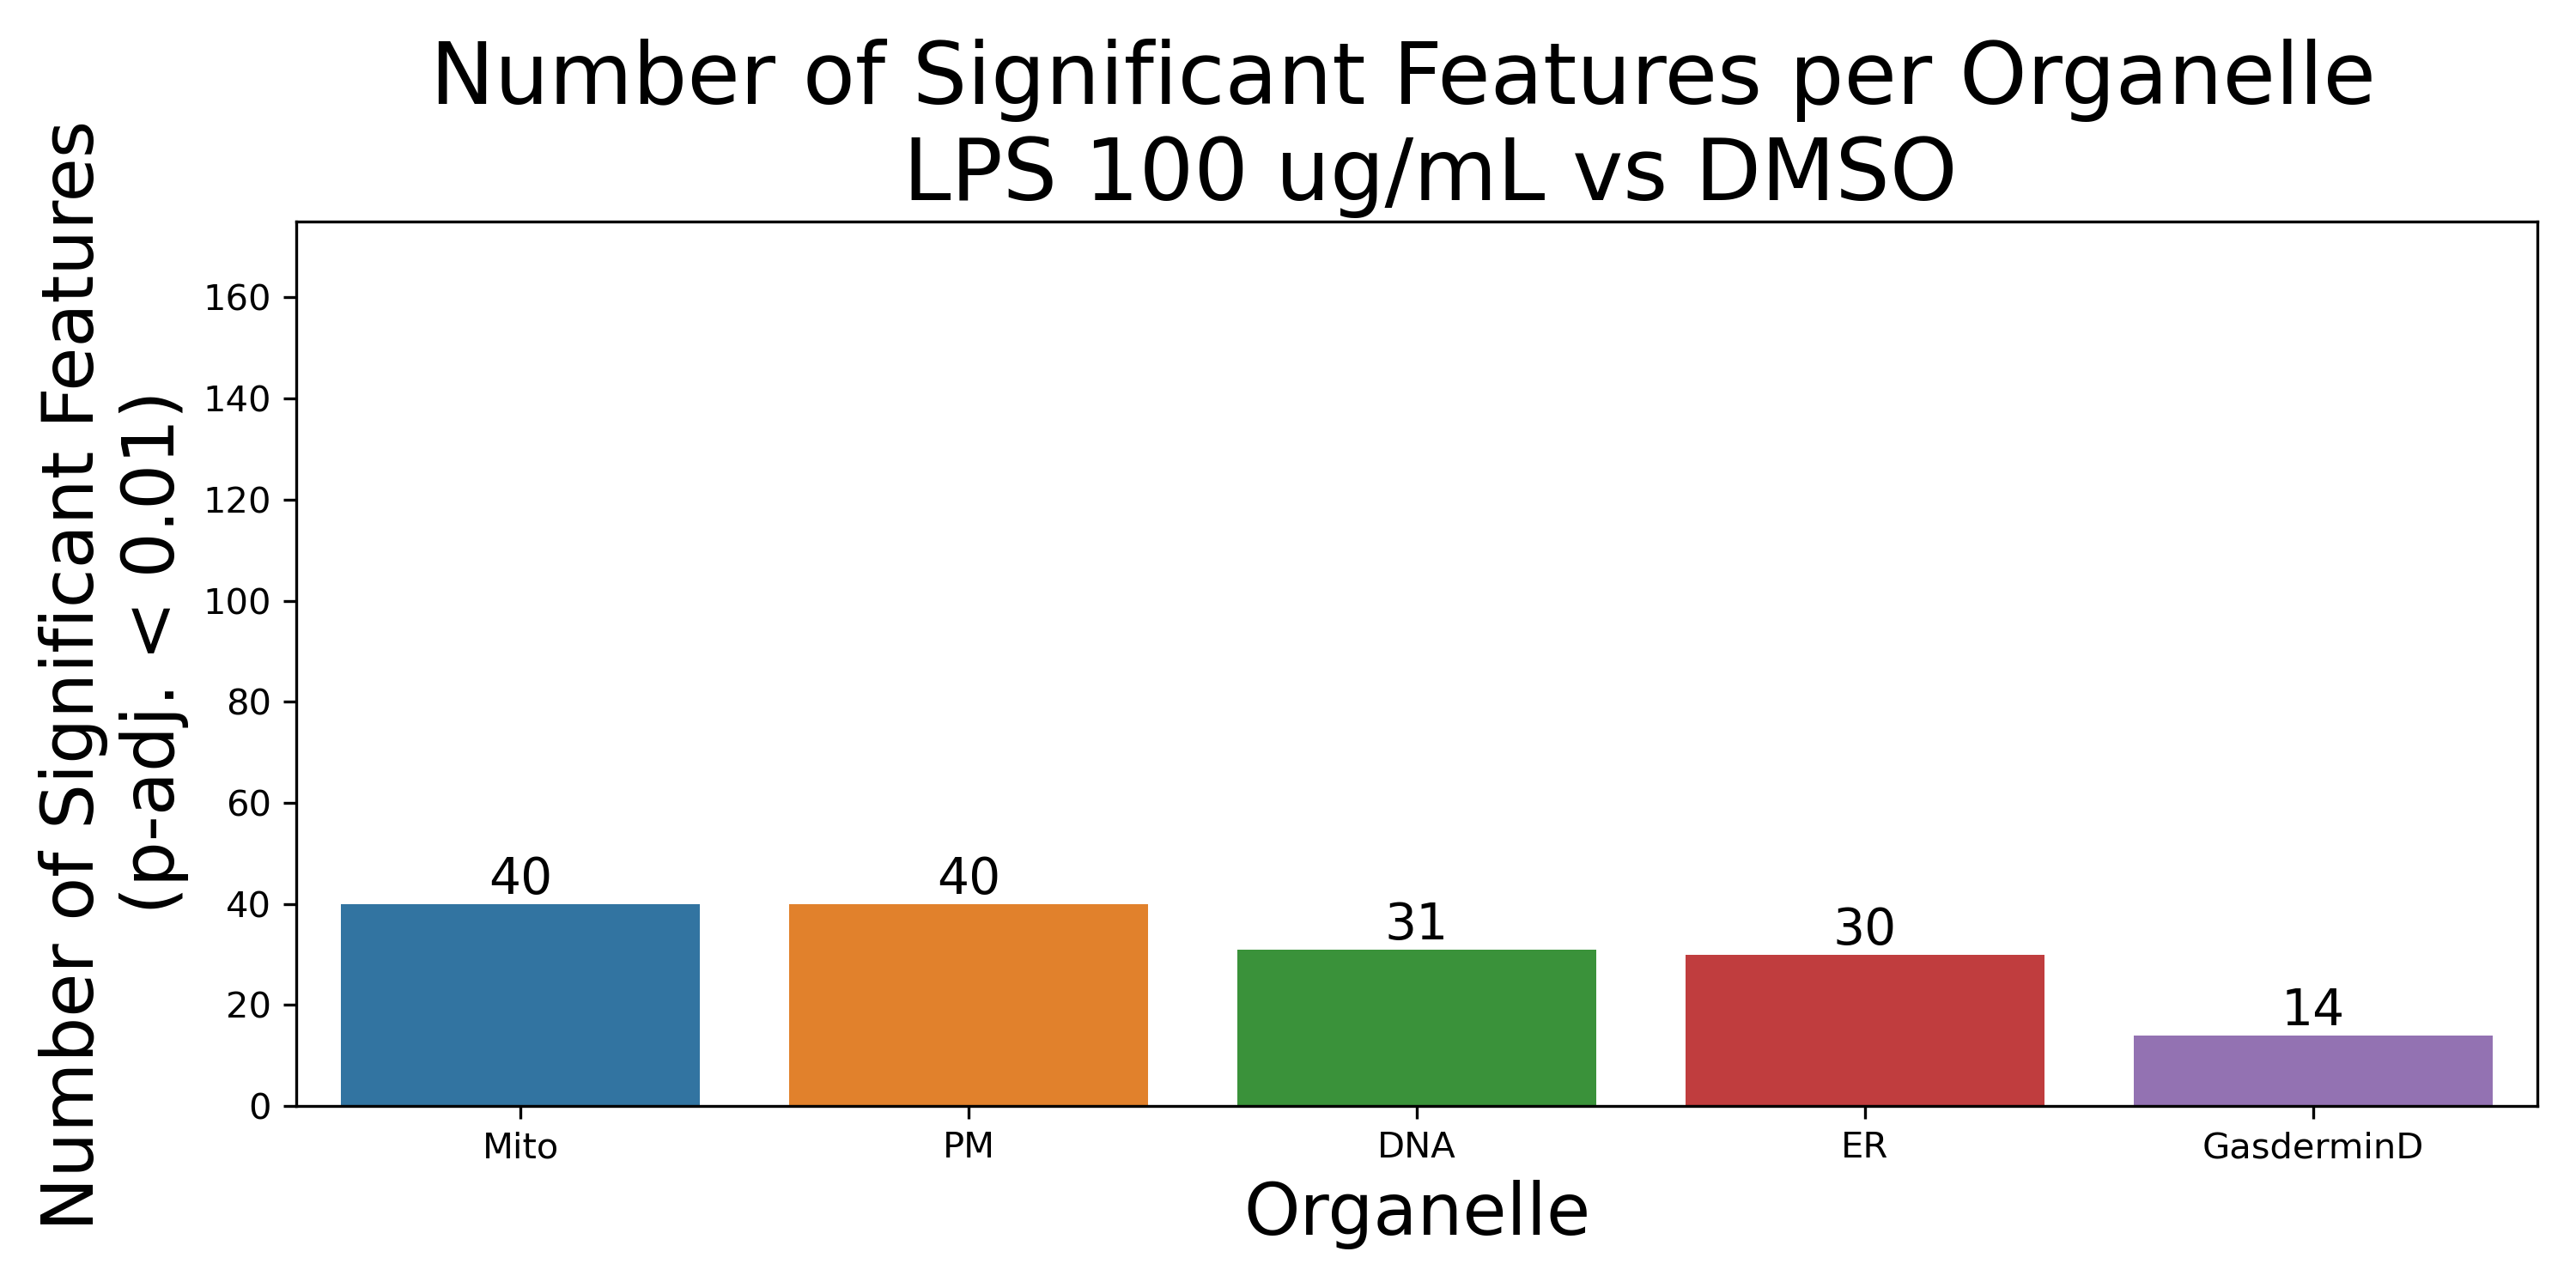 Number of Significant Features per Organelle
LPS 100 ug/mL vs DMSO
Number of Significant Features
(p-adj. < 0.01)
160
140
120
100
80
60
40
20
0
40
40
31
30
14
Mito
PM
DNA
ER
GasderminD
Organelle